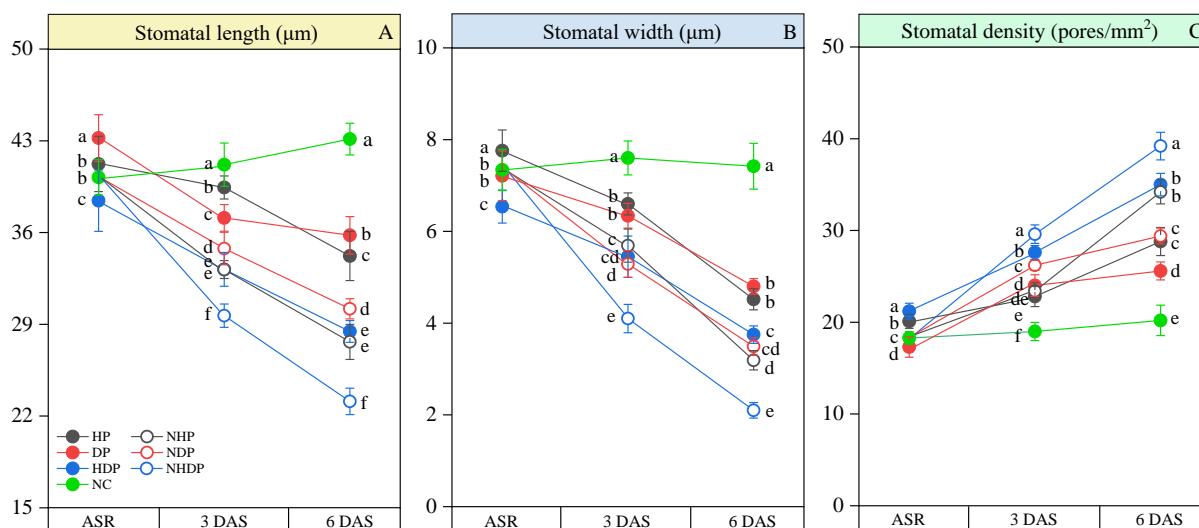 Stomatal length (μm) A
50
43
36
29
22
15
a
b
b
c
a
b
c
d
e
e
f
a
b
c
d
e
e
f
HP NHP
DP NDP
HDP NHDP
NC
ASR 3 DAS 6 DAS
Stomatal width (μm) B
10
8
6
4
2
0
a
b
b
c
a
b
b
c
cd
d
e
a
b
b
c
cd
d
e
ASR 3 DAS 6 DAS
Stomatal density (pores/mm²) C
50
40
30
20
10
0
a
b
c
d
a
b
c
d
de
e
f
a
b
b
c
c
d
e
ASR 3 DAS 6 DAS